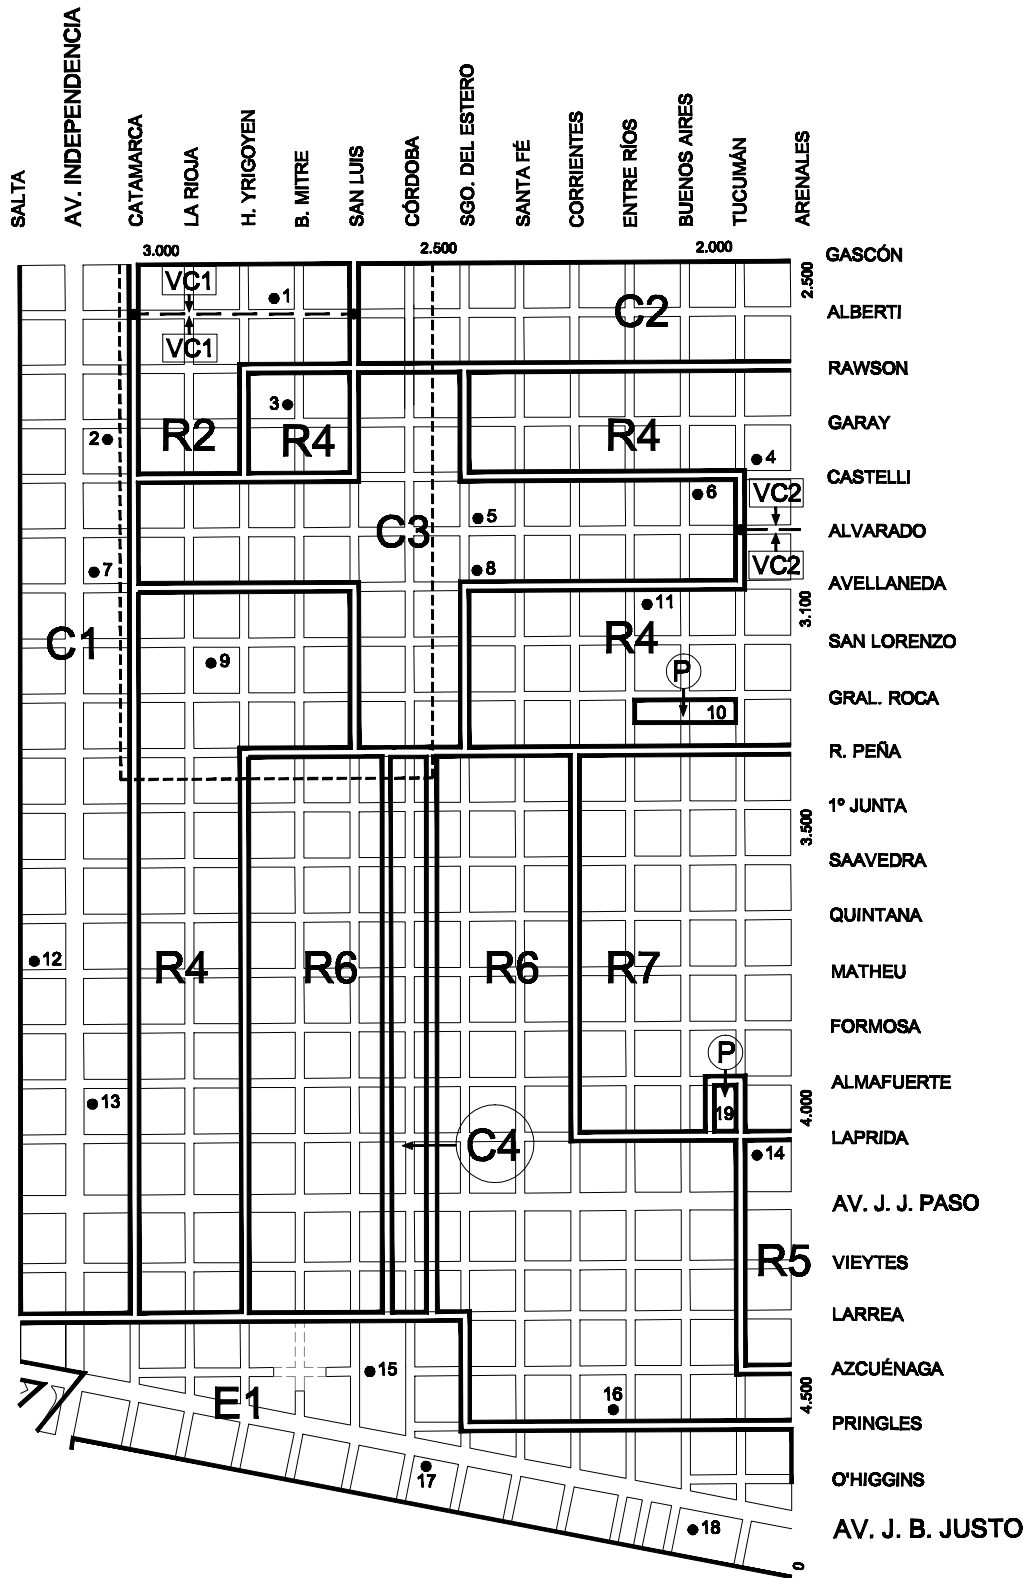 SALTA
AV. INDEPENDENCIA
CATAMARCA
LA RIOJA
H. YRIGOYEN
B. MITRE
SAN LUIS
CÓRDOBA
SGO. DEL ESTERO
SANTA FÉ
CORRIENTES
ENTRE RÍOS
BUENOS AIRES
TUCUMÁN
ARENALES
3.000
2.500
2.000
GASCÓN
2.500
VC1
1
C2
ALBERTI
VC1
RAWSON
3
2
R2
R4
R4
GARAY
4
CASTELLI
6
VC2
5
C3
ALVARADO
7
8
VC2
AVELLANEDA
11
3.100
C1
R4
SAN LORENZO
9
P
10
GRAL. ROCA
R. PEÑA
1º JUNTA
3.500
SAAVEDRA
QUINTANA
12
R4
R6
R6
R7
MATHEU
FORMOSA
P
ALMAFUERTE
13
19
4.000
C4
LAPRIDA
14
AV. J. J. PASO
R5
VIEYTES
LARREA
15
AZCUÉNAGA
E1
16
4.500
PRINGLES
17
O'HIGGINS
18
AV. J. B. JUSTO
0